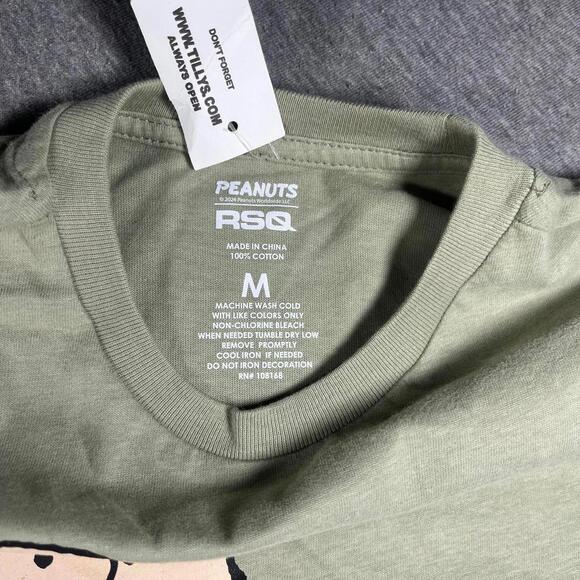 DON'T FORGET
WWW.TILLYS.COM
ALWAYS OPEN
PEANUTS
© 2024 Peanuts Worldwide LLC
RSQ
MADE IN CHINA
100% COTTON
M
MACHINE WASH COLD
WITH LIKE COLORS ONLY
NON-CHLORINE BLEACH
WHEN NEEDED TUMBLE DRY LOW
REMOVE PROMPTLY
COOL IRON IF NEEDED
DO NOT IRON DECORATION
RN# 108168